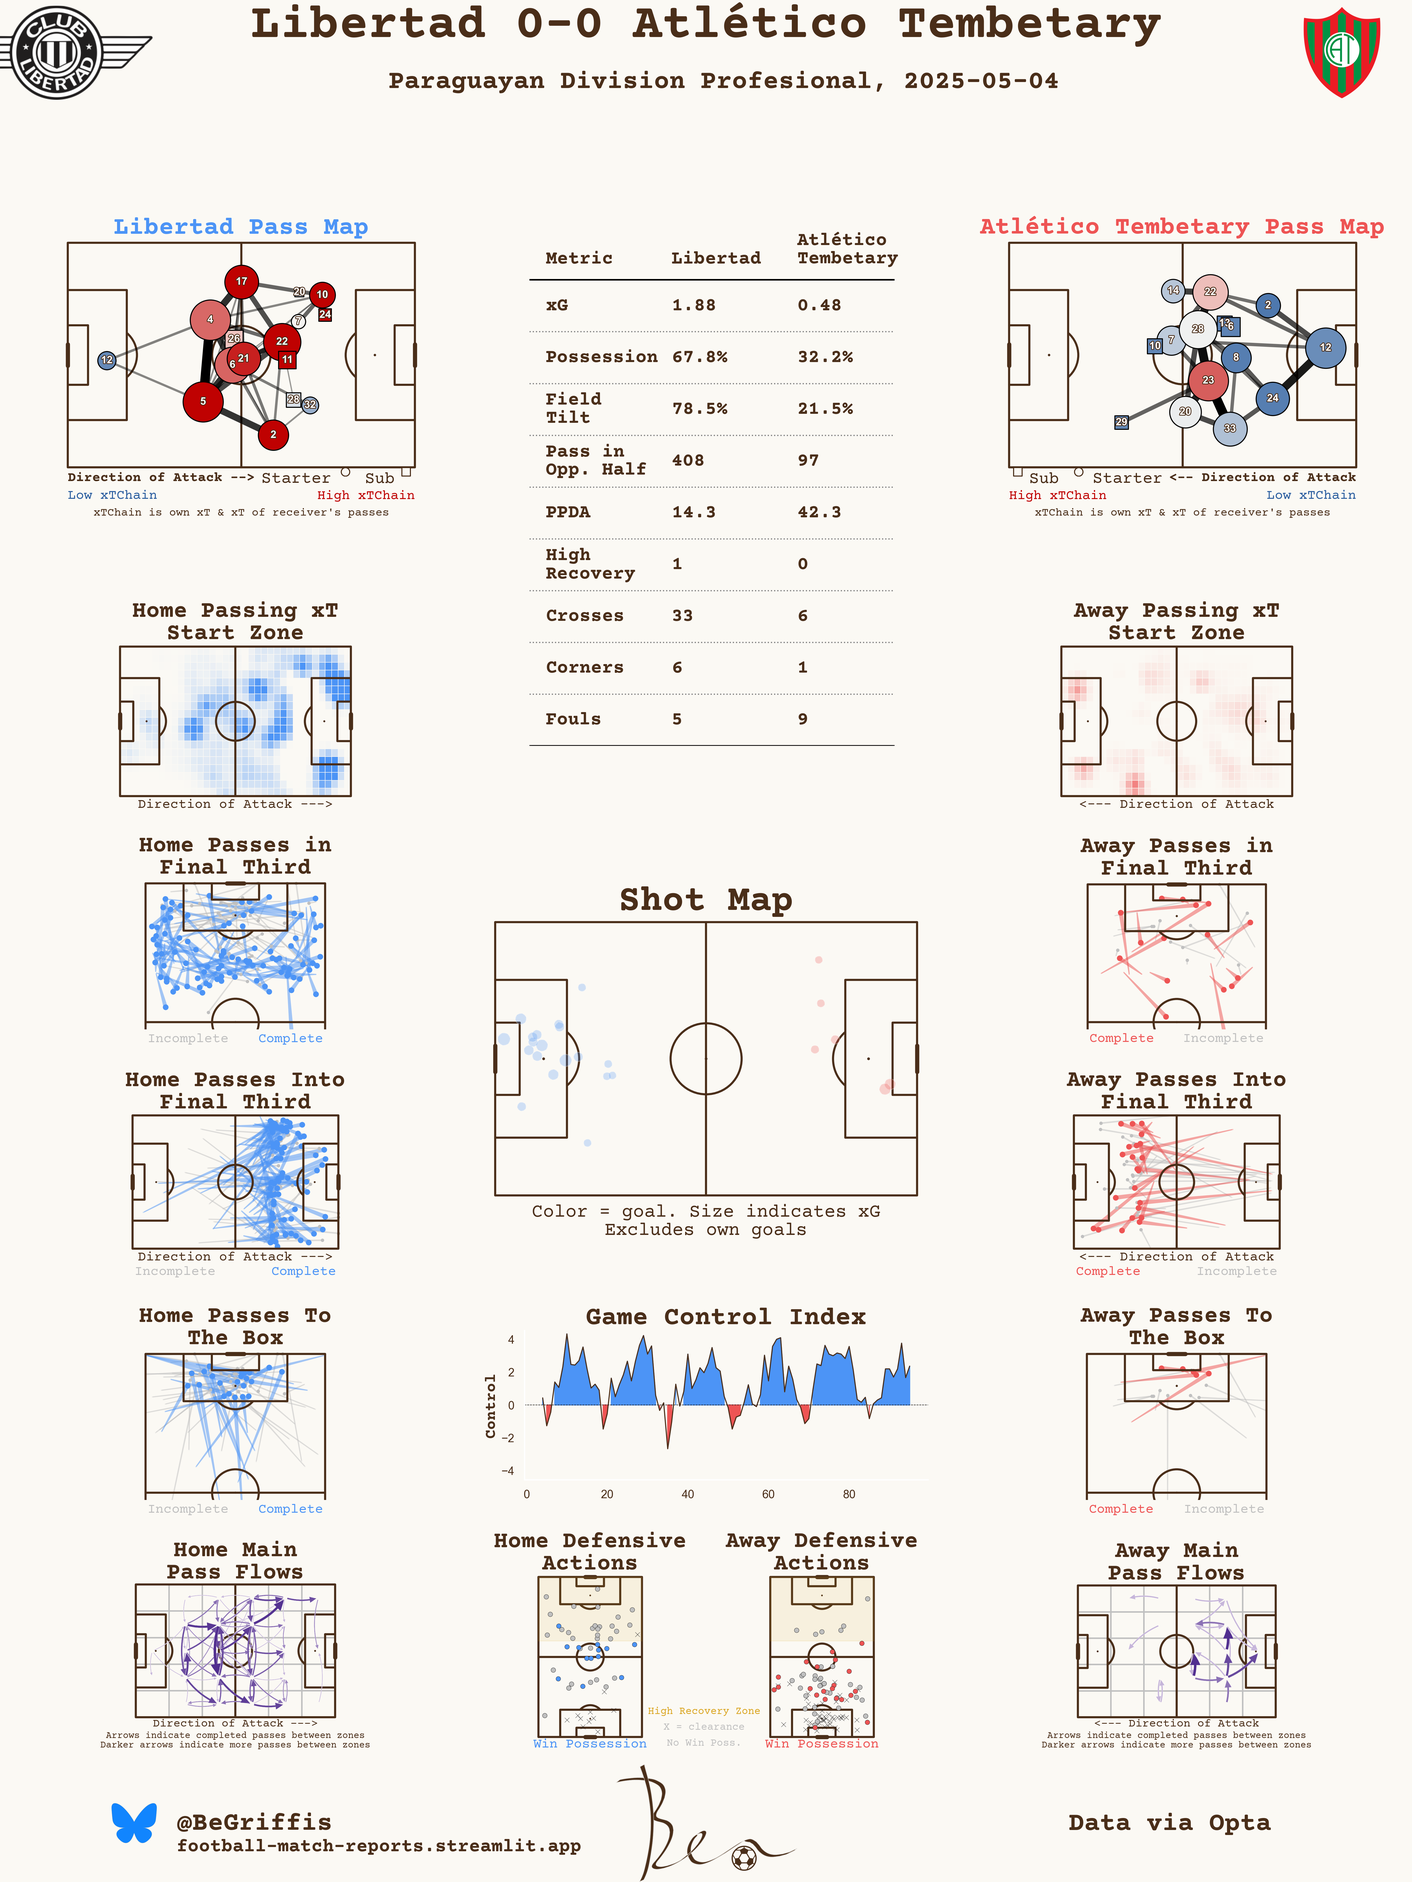 Libertad 0-0 Atlético Tembetary
Paraguayan Division Profesional, 2025-05-04
CLUB
LIBERTAD
AT
Libertad Pass Map
17
20
10
24
7
4
26
22
6
21
11
12
5
28
32
2
Direction of Attack --> Starter Sub
Low xTChain High xTChain
xTChain is own xT & xT of receiver's passes
Metric Libertad Atlético Tembetary
xG 1.88 0.48
Possession 67.8% 32.2%
Field Tilt 78.5% 21.5%
Pass in Opp. Half 408 97
PPDA 14.3 42.3
High Recovery 1 0
Crosses 33 6
Corners 6 1
Fouls 5 9
Atlético Tembetary Pass Map
14
22
2
28
6
7
10
8
12
23
24
20
29
33
Sub Starter <-- Direction of Attack
High xTChain Low xTChain
xTChain is own xT & xT of receiver's passes
Home Passing xT
Start Zone
Direction of Attack --->
Away Passing xT
Start Zone
<--- Direction of Attack
Home Passes in
Final Third
Incomplete Complete
Away Passes in
Final Third
Complete Incomplete
Shot Map
Color = goal. Size indicates xG
Excludes own goals
Home Passes Into
Final Third
Direction of Attack --->
Incomplete Complete
Away Passes Into
Final Third
<--- Direction of Attack
Complete Incomplete
Home Passes To
The Box
Incomplete Complete
Game Control Index
Control
4
2
0
−2
−4
0 20 40 60 80
Away Passes To
The Box
Complete Incomplete
Home Main
Pass Flows
Direction of Attack --->
Arrows indicate completed passes between zones
Darker arrows indicate more passes between zones
Home Defensive
Actions
Win Possession
Away Defensive
Actions
Win Possession
High Recovery Zone
X = clearance
No Win Poss.
Away Main
Pass Flows
<--- Direction of Attack
Arrows indicate completed passes between zones
Darker arrows indicate more passes between zones
@BeGriffis
football-match-reports.streamlit.app
Ben
Data via Opta